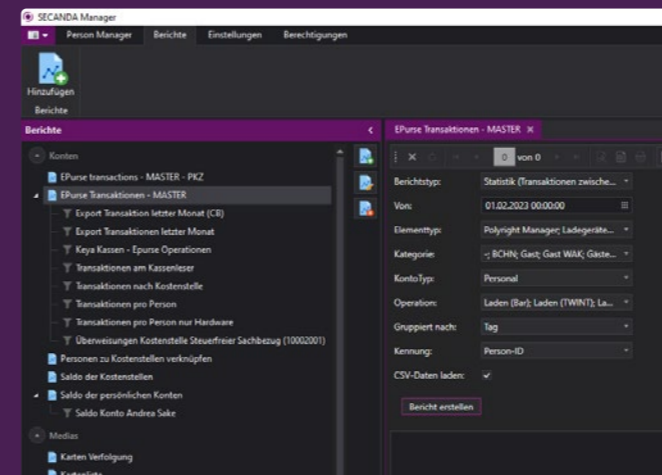 SECANDA Manager
Person Manager Berichte Einstellungen Berechtigungen
Hinzufügen
Berichte
Berichte
EPurse Transaktionen - MASTER
Konten
EPurse transactions - MASTER - PKZ
EPurse Transaktionen - MASTER
Export Transaktion letzter Monat (CB)
Export Transaktionen letzter Monat
Keya Kassen - Epurse Operationen
Transaktionen am Kassenleser
Transaktionen nach Kostenstelle
Transaktionen pro Person
Transaktionen pro Person nur Hardware
Überweisungen Kostenstelle Steuerfreier Sachbezug (10002001)
Personen zu Kostenstellen verknüpfen
Saldo der Kostenstellen
Saldo der persönlichen Konten
Saldo Konto Andrea Sake
Medias
Karten Verfolgung
Kartenliste
0 von 0
Berichtstyp: Statistik (Transaktionen zwische...
Von: 01.02.2023 00:00:00
Elementtyp: Polyright Manager; Ladegeräte...
Kategorie: -; BCHN; Gast; Gast WAK; Gäste...
KontoTyp: Personal
Operation: Laden (Bar); Laden (TWINT); La...
Gruppiert nach: Tag
Kennung: Person-ID
CSV-Daten laden:
Bericht erstellen